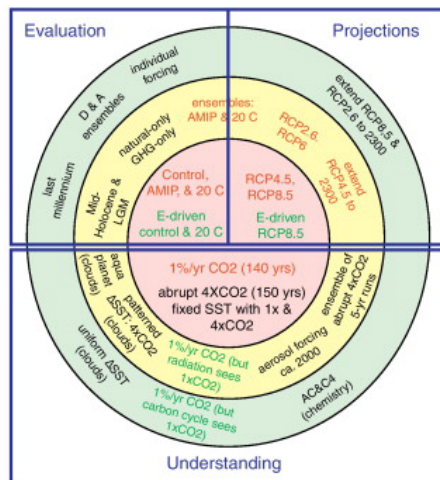 Evaluation
Projections
individual
forcing
D & A
ensembles
last
millennium
extend RCP8.5 &
RCP2.6 to 2300
natural-only
GHG-only
ensembles:
AMIP & 20 C
Mid-
Holocene &
LGM
RCP2.6.
RCP6
extend
RCP4.5 to
2300
Control,
AMIP, & 20 C
E-driven
control & 20 C
RCP4.5,
RCP8.5
E-driven
RCP8.5
1%/yr CO2 (140 yrs)
abrupt 4XCO2 (150 yrs)
fixed SST with 1x &
4xCO2
aqua
planet
(clouds)
patterned
ΔSST: 4xCO2
(clouds)
1%/yr CO2 (but
radiation sees
1xCO2)
aerosol forcing
ca. 2000
ensemble of
abrupt 4xCO2
5-yr runs
uniform ΔSST
(clouds)
1%/yr CO2 (but
carbon cycle sees
1xCO2)
AC&C4
(chemistry)
Understanding